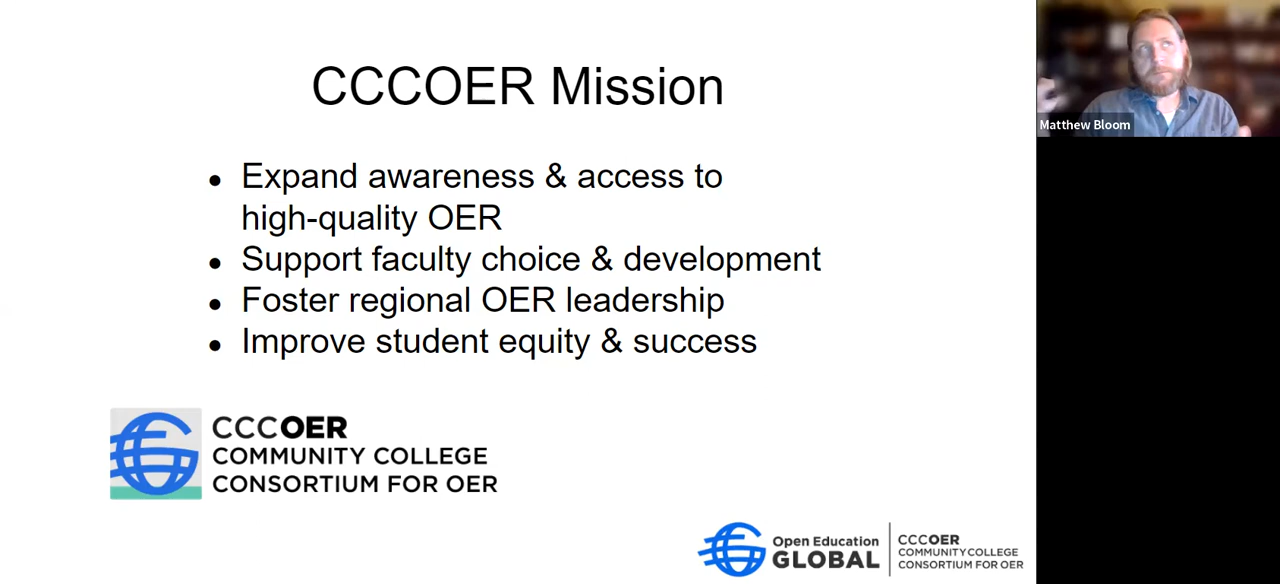 CCCOER Mission
Matthew Bloom
● Expand awareness & access to
high-quality OER
● Support faculty choice & development
● Foster regional OER leadership
● Improve student equity & success
CCCOER
COMMUNITY COLLEGE
CONSORTIUM FOR OER
Open Education
GLOBAL
CCCOER
COMMUNITY COLLEGE
CONSORTIUM FOR OER